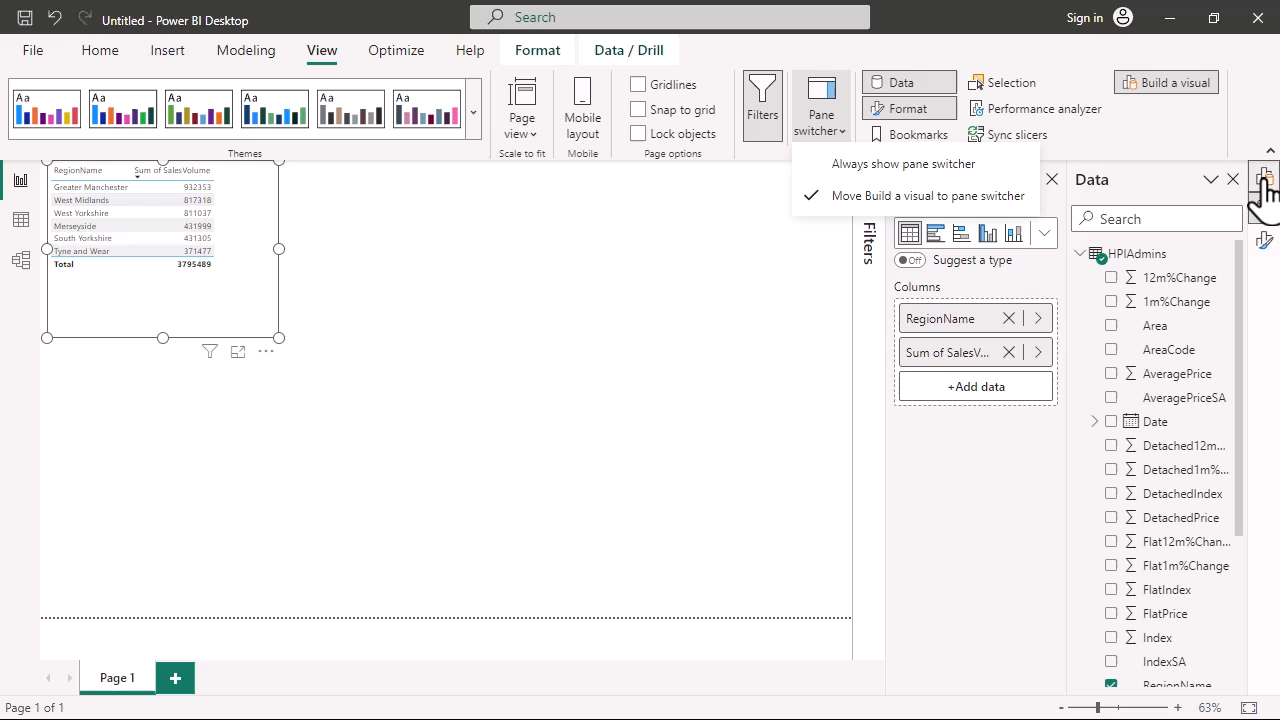 Untitled - Power BI Desktop
Search
Sign in
File
Home
Insert
Modeling
View
Optimize
Help
Format
Data / Drill
Aa
Aa
Aa
Aa
Aa
Aa
Themes
Page
view
Scale to fit
Mobile
layout
Mobile
Gridlines
Snap to grid
Lock objects
Page options
Filters
Pane
switcher
Data
Format
Bookmarks
Selection
Performance analyzer
Sync slicers
Build a visual
Always show pane switcher
Move Build a visual to pane switcher
RegionName Sum of SalesVolume
Greater Manchester 932353
West Midlands 817318
West Yorkshire 811037
Merseyside 431999
South Yorkshire 431305
Tyne and Wear 371477
Total 3795489
Filters
Off Suggest a type
Columns
RegionName
Sum of SalesV...
+Add data
Data
Search
HPIAdmins
12m%Change
1m%Change
Area
AreaCode
AveragePrice
AveragePriceSA
Date
Detached12m...
Detached1m%...
DetachedIndex
DetachedPrice
Flat12m%Chan...
Flat1m%Change
FlatIndex
FlatPrice
Index
IndexSA
RegionName
Page 1
Page 1 of 1
- + 63%